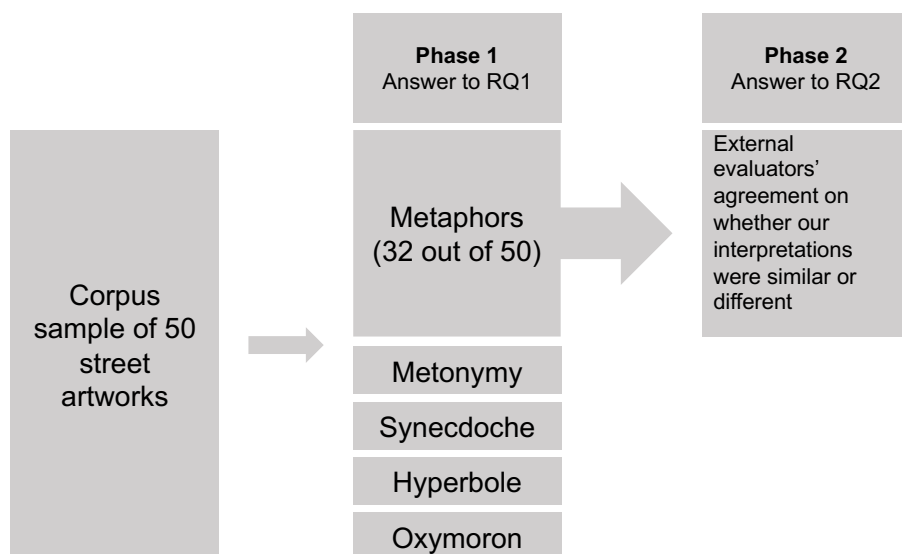 Phase 1
Answer to RQ1
Phase 2
Answer to RQ2
Corpus
sample of 50
street
artworks
Metaphors
(32 out of 50)
External
evaluators’
agreement on
whether our
interpretations
were similar or
different
Metonymy
Synecdoche
Hyperbole
Oxymoron